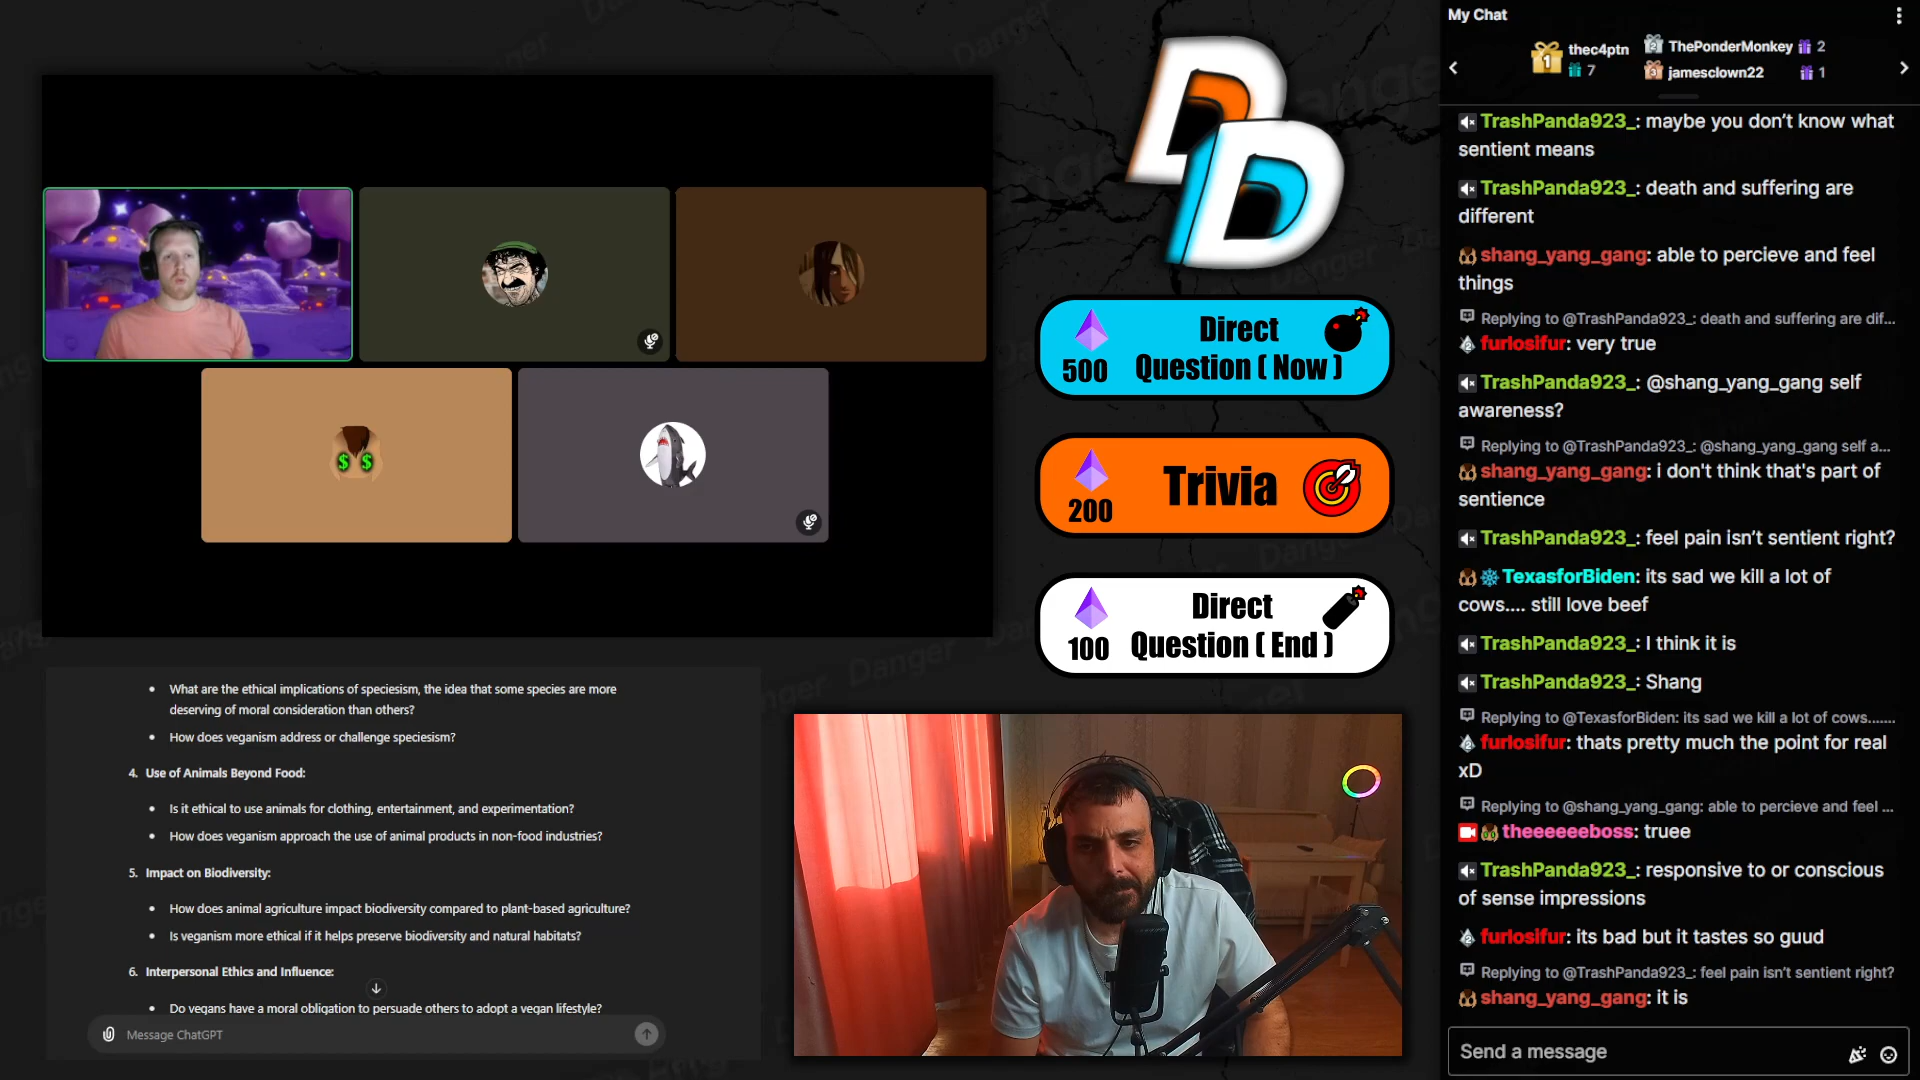 My Chat
thec4ptn
7
ThePonderMonkey 2
jamesclown22 1
1
TrashPanda923_: maybe you don't know what
sentient means
TrashPanda923_: death and suffering are
different
shang_yang_gang: able to percieve and feel
things
Replying to @TrashPanda923_: death and suffering are dif...
furlosifur: very true
TrashPanda923_: @shang_yang_gang self
awareness?
Replying to @TrashPanda923_: @shang_yang_gang self a...
shang_yang_gang: i don't think that's part of
sentience
TrashPanda923_: feel pain isn't sentient right?
TexasforBiden: its sad we kill a lot of
cows.... still love beef
TrashPanda923_: I think it is
TrashPanda923_: Shang
Replying to @TexasforBiden: its sad we kill a lot of cows.......
furlosifur: thats pretty much the point for real
xD
Replying to @shang_yang_gang: able to percieve and feel ...
theeeeeeboss: truee
TrashPanda923_: responsive to or conscious
of sense impressions
furlosifur: its bad but it tastes so guud
Replying to @TrashPanda923_: feel pain isn't sentient right?
shang_yang_gang: it is
Send a message
DD
500
Direct
Question ( Now )
200
Trivia
100
Direct
Question ( End )
$ $
• What are the ethical implications of speciesism, the idea that some species are more
deserving of moral consideration than others?
• How does veganism address or challenge speciesism?
4. Use of Animals Beyond Food:
• Is it ethical to use animals for clothing, entertainment, and experimentation?
• How does veganism approach the use of animal products in non-food industries?
5. Impact on Biodiversity:
• How does animal agriculture impact biodiversity compared to plant-based agriculture?
• Is veganism more ethical if it helps preserve biodiversity and natural habitats?
6. Interpersonal Ethics and Influence:
• Do vegans have a moral obligation to persuade others to adopt a vegan lifestyle?
Message ChatGPT
Danger
Danger
Danger